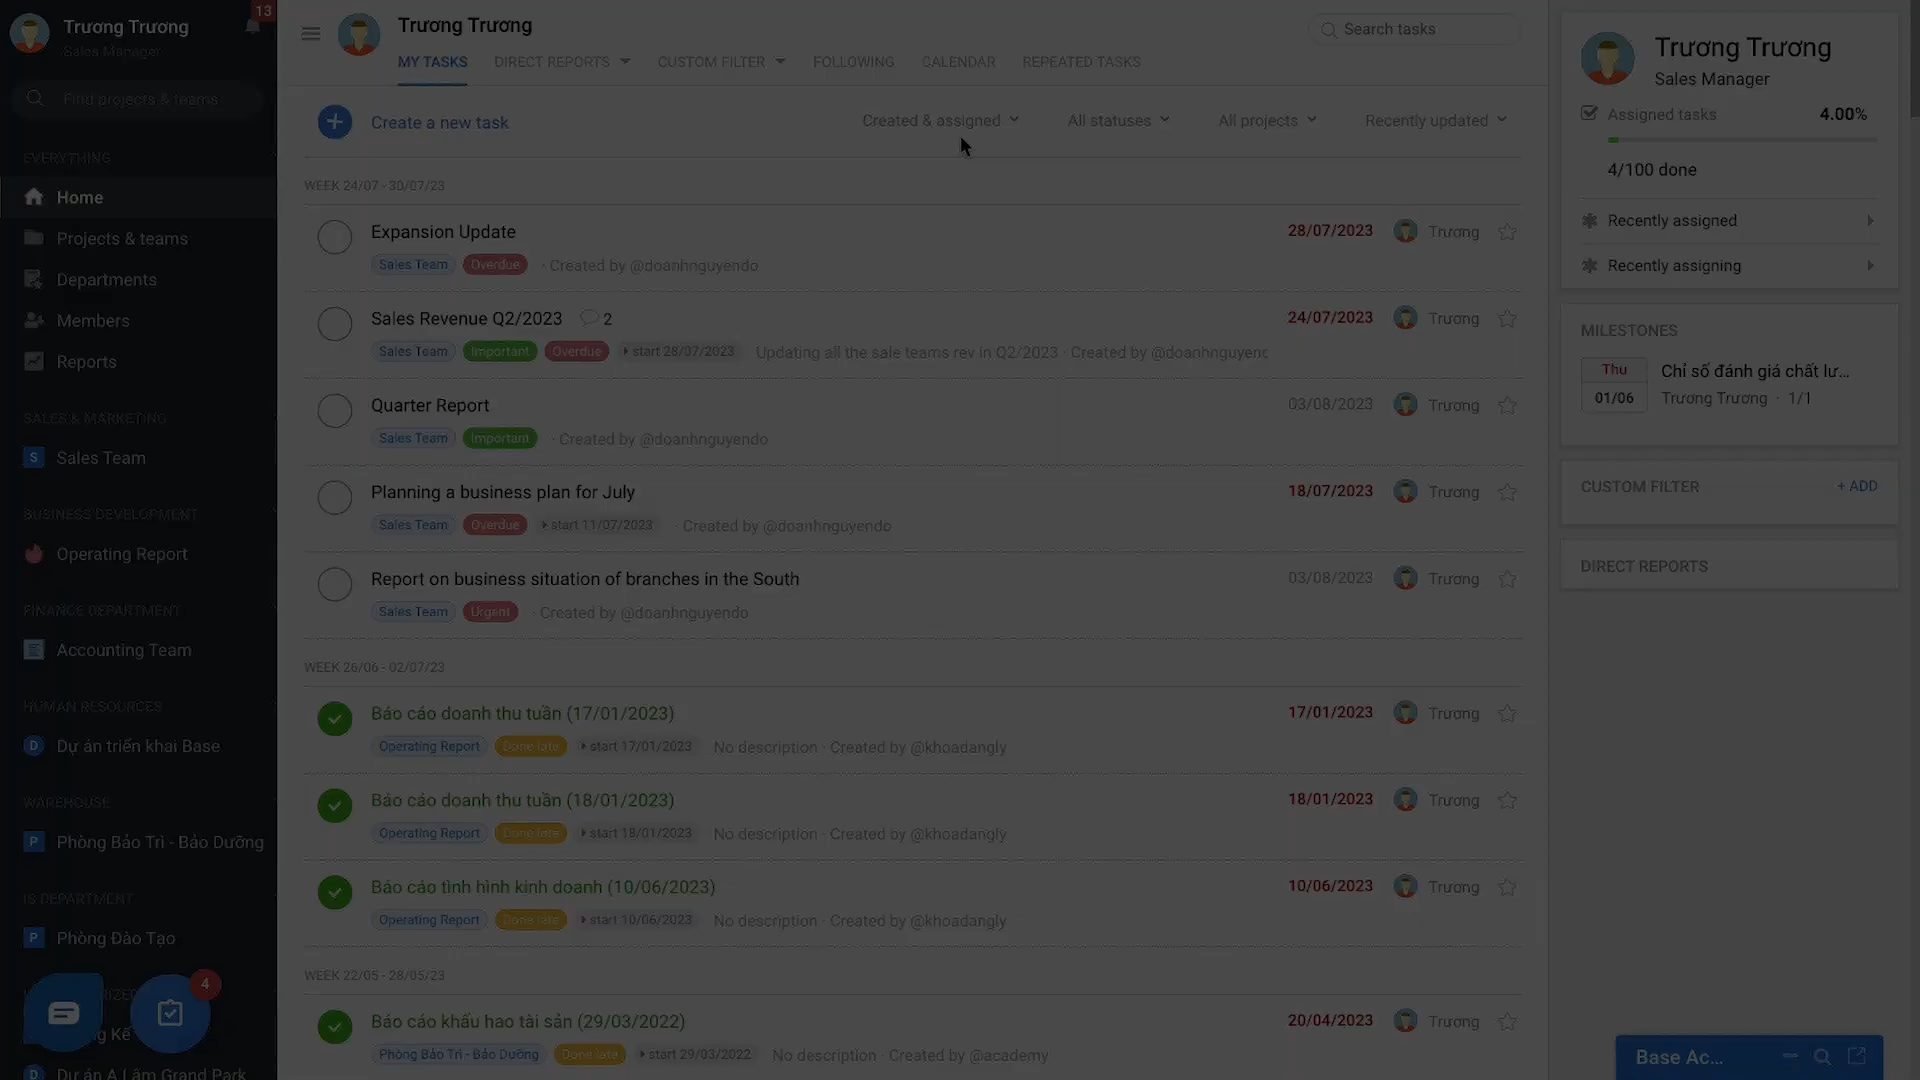 Trương Trương
Sales Manager
13
Find projects & teams
EVERYTHING
Home
Projects & teams
Departments
Members
Reports
SALES & MARKETING
S Sales Team
BUSINESS DEVELOPMENT
Operating Report
FINANCE DEPARTMENT
Accounting Team
HUMAN RESOURCES
D Dự án triển khai Base
WAREHOUSE
P Phòng Bảo Trì - Bảo Dưỡng
IS DEPARTMENT
P Phòng Đào Tạo
4
D Dự án A Lâm Grand Park
Trương Trương
Search tasks
MY TASKS DIRECT REPORTS CUSTOM FILTER FOLLOWING CALENDAR REPEATED TASKS
Create a new task Created & assigned All statuses All projects Recently updated
WEEK 24/07 - 30/07/23
Expansion Update 28/07/2023 Trương
Sales Team Overdue · Created by @doanhnguyendo
Sales Revenue Q2/2023 2 24/07/2023 Trương
Sales Team Important Overdue start 28/07/2023 Updating all the sale teams rev in Q2/2023 · Created by @doanhnguyenc
Quarter Report 03/08/2023 Trương
Sales Team Important · Created by @doanhnguyendo
Planning a business plan for July 18/07/2023 Trương
Sales Team Overdue start 11/07/2023 · Created by @doanhnguyendo
Report on business situation of branches in the South 03/08/2023 Trương
Sales Team Urgent · Created by @doanhnguyendo
WEEK 26/06 - 02/07/23
Báo cáo doanh thu tuần (17/01/2023) 17/01/2023 Trương
Operating Report Done late start 17/01/2023 No description · Created by @khoadangly
Báo cáo doanh thu tuần (18/01/2023) 18/01/2023 Trương
Operating Report Done late start 18/01/2023 No description · Created by @khoadangly
Báo cáo tình hình kinh doanh (10/06/2023) 10/06/2023 Trương
Operating Report Done late start 10/06/2023 No description · Created by @khoadangly
WEEK 22/05 - 28/05/23
Báo cáo khấu hao tài sản (29/03/2022) 20/04/2023 Trương
Phòng Bảo Trì - Bảo Dưỡng Done late start 29/03/2022 No description · Created by @academy
Trương Trương
Sales Manager
Assigned tasks 4.00%
4/100 done
Recently assigned
Recently assigning
MILESTONES
Thu
01/06
Chỉ số đánh giá chất lư...
Trương Trương · 1/1
CUSTOM FILTER + ADD
DIRECT REPORTS
Base Ac...